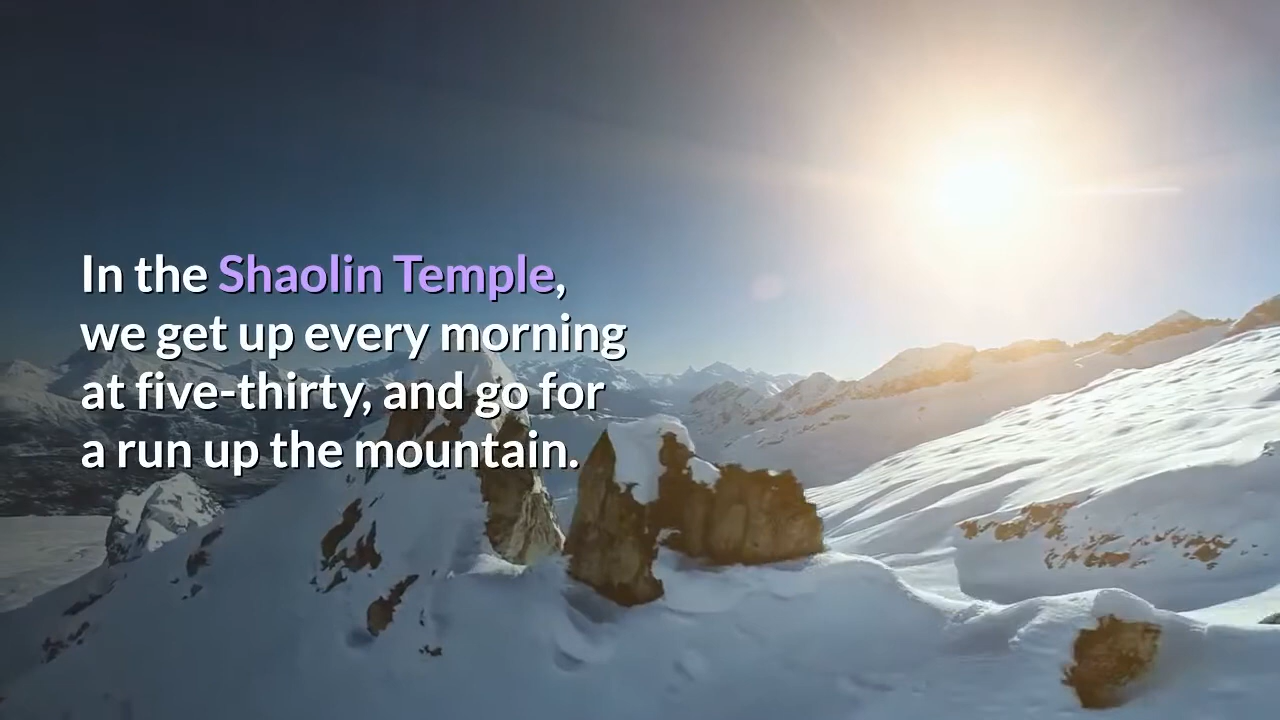 In the Shaolin Temple,
we get up every morning
at five-thirty, and go for
a run up the mountain.